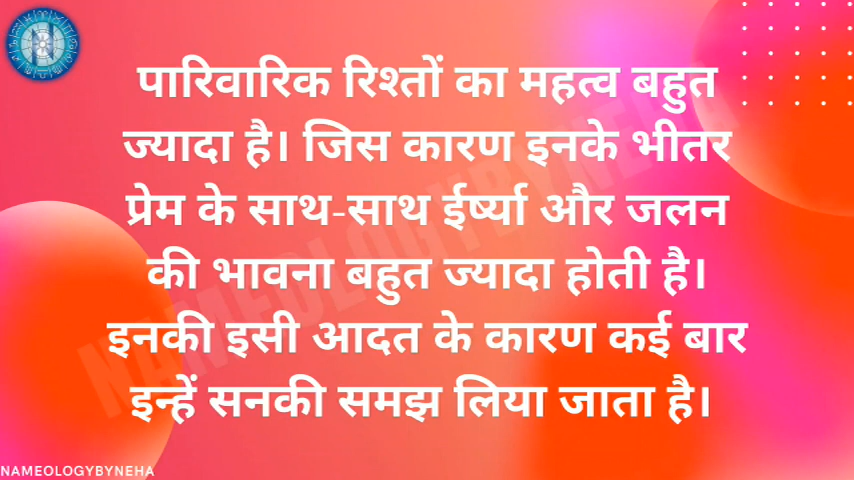 पारिवारिक रिश्तों का महत्व बहुत
ज्यादा है। जिस कारण इनके भीतर
प्रेम के साथ-साथ ईर्ष्या और जलन
की भावना बहुत ज्यादा होती है।
इनकी इसी आदत के कारण कई बार
इन्हें सनकी समझ लिया जाता है।
NAMEOLOGYBYNEHA
NAMEOLOGYBYNEHA